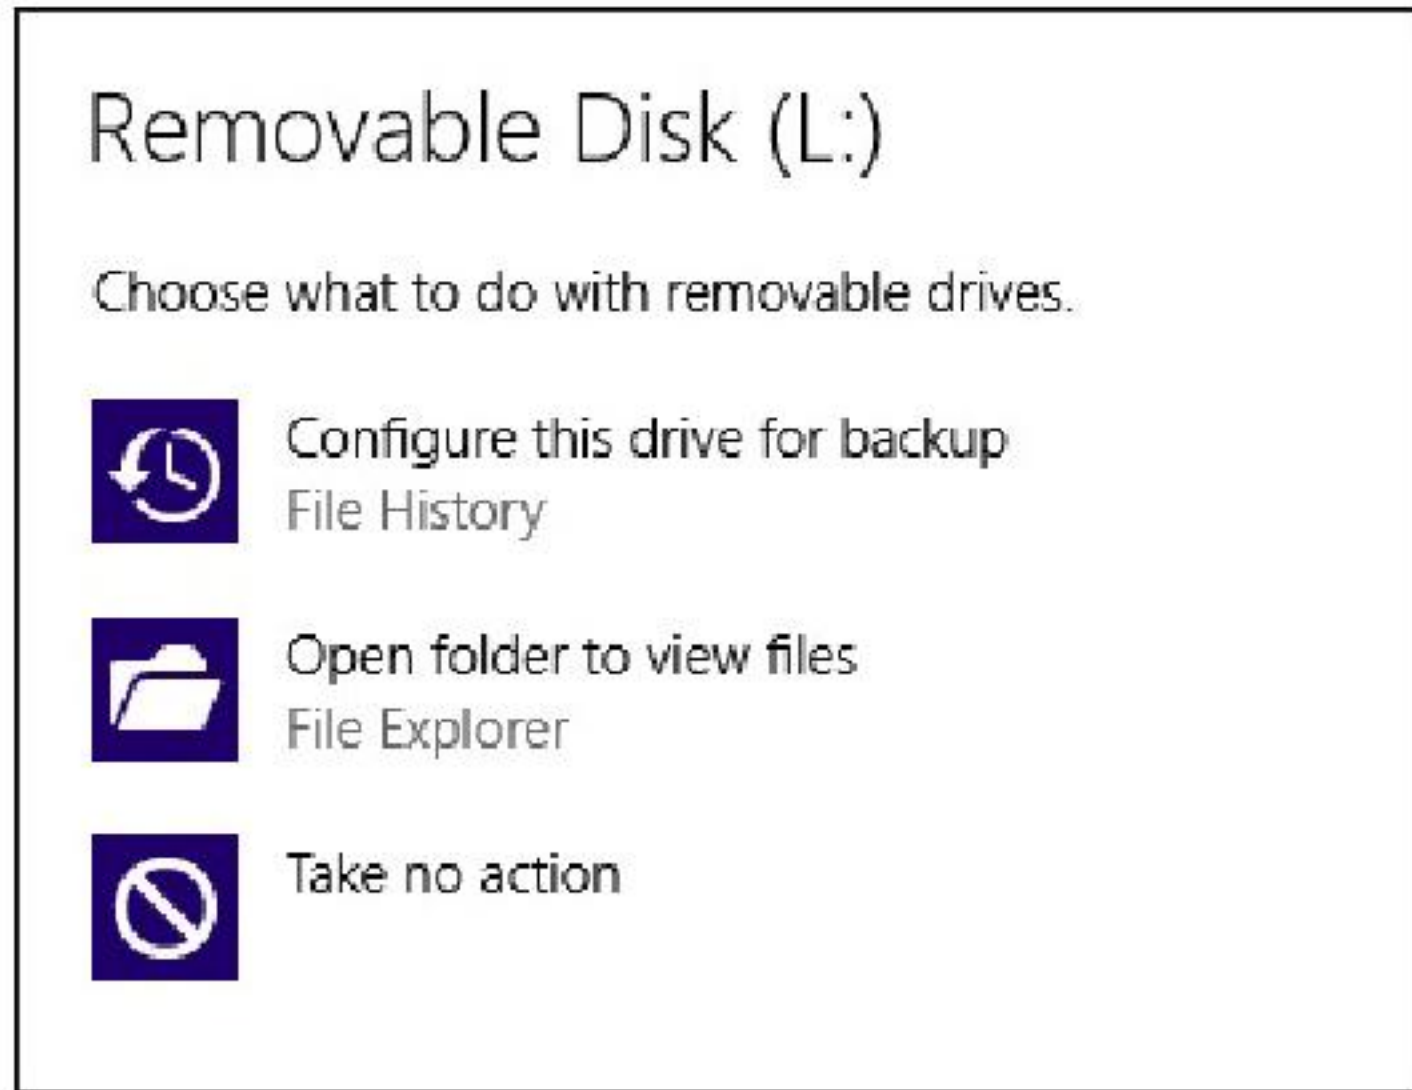 Removable Disk (L:)
Choose what to do with removable drives.
Configure this drive for backup
File History
Open folder to view files
File Explorer
Take no action